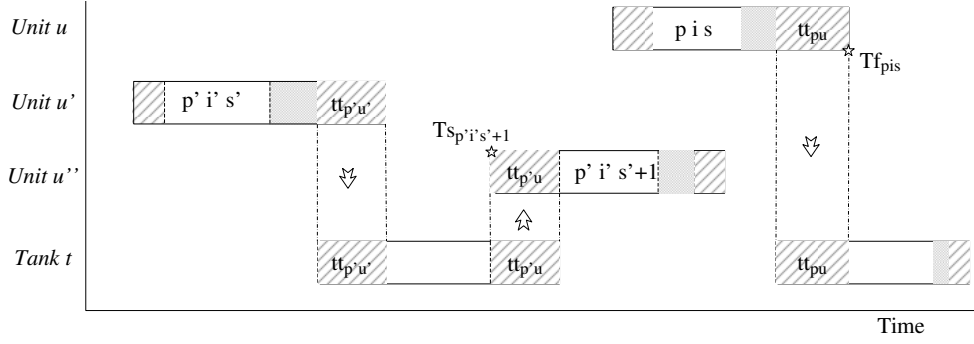 Unit u
p i s
tt_pu
Tf_pis
Unit u'
p' i' s'
tt_p'u'
Ts_p'i's'+1
Unit u''
tt_p'u
p' i' s'+1
Tank t
tt_p'u'
tt_p'u
tt_pu
Time